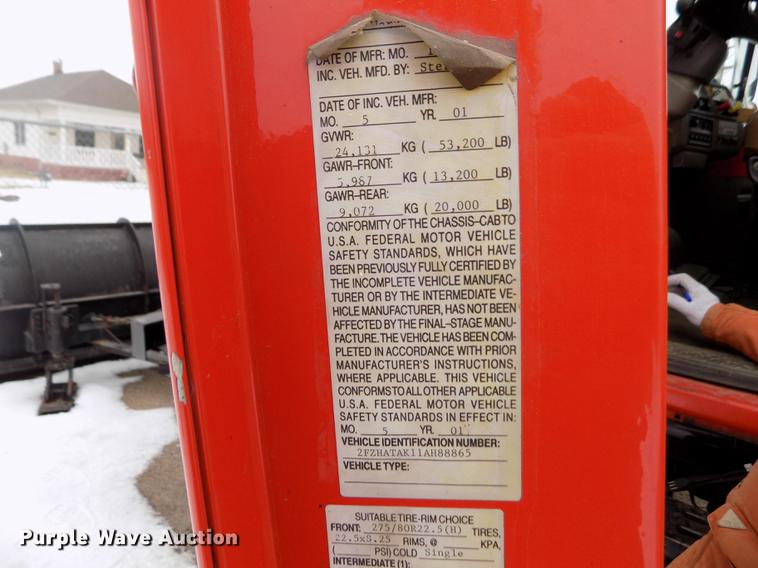 DATE OF MFR: MO.
INC. VEH. MFD. BY: Ste
DATE OF INC. VEH. MFR:
MO. 5 YR. 01
GVWR:
24,131 KG ( 53,200 LB)
GAWR-FRONT:
5,987 KG ( 13,200 LB)
GAWR-REAR:
9,072 KG ( 20,000 LB)
CONFORMITY OF THE CHASSIS-CAB TO
U.S.A. FEDERAL MOTOR VEHICLE
SAFETY STANDARDS, WHICH HAVE
BEEN PREVIOUSLY FULLY CERTIFIED BY
THE INCOMPLETE VEHICLE MANUFAC-
TURER OR BY THE INTERMEDIATE VE-
HICLE MANUFACTURER, HAS NOT BEEN
AFFECTED BY THE FINAL-STAGE MANU-
FACTURE. THE VEHICLE HAS BEEN COM-
PLETED IN ACCORDANCE WITH PRIOR
MANUFACTURER'S INSTRUCTIONS,
WHERE APPLICABLE. THIS VEHICLE
CONFORMS TO ALL OTHER APPLICABLE
U.S.A. FEDERAL MOTOR VEHICLE
SAFETY STANDARDS IN EFFECT IN:
MO. 5 YR. 01
VEHICLE IDENTIFICATION NUMBER:
2FZHATAK11AH88865
VEHICLE TYPE:
SUITABLE TIRE-RIM CHOICE
FRONT: 275/80R22.5(H) TIRES,
22.5x8.25 RIMS, @ KPA,
( PSI) COLD Single
INTERMEDIATE (1):
Purple Wave Auction